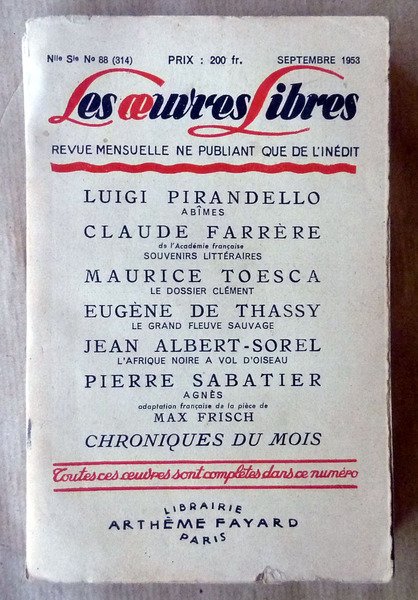 Nlle Sie No 88 (314) PRIX : 200 fr. SEPTEMBRE 1953
Les œuvres Libres
REVUE MENSUELLE NE PUBLIANT QUE DE L'INÉDIT
LUIGI PIRANDELLO
ABÎMES
CLAUDE FARRÈRE
de l'Académie française
SOUVENIRS LITTÉRAIRES
MAURICE TOESCA
LE DOSSIER CLÉMENT
EUGÈNE DE THASSY
LE GRAND FLEUVE SAUVAGE
JEAN ALBERT-SOREL
L'AFRIQUE NOIRE A VOL D'OISEAU
PIERRE SABATIER
AGNÈS
adaptation française de la pièce de
MAX FRISCH
CHRONIQUES DU MOIS
Toutes ces œuvres sont complètes dans ce numéro
LIBRAIRIE
ARTHÈME FAYARD
PARIS